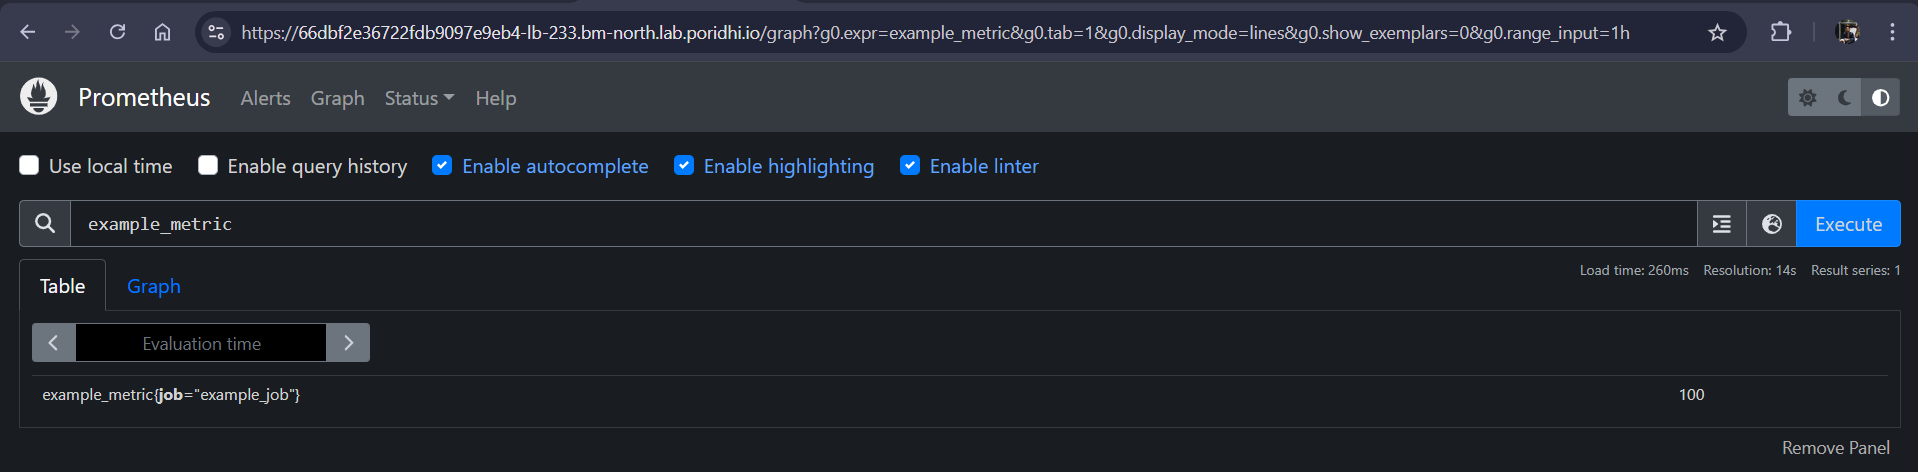 https://66dbf2e36722fdb9097e9eb4-lb-233.bm-north.lab.poridhi.io/graph?g0.expr=example_metric&g0.tab=1&g0.display_mode=lines&g0.show_exemplars=0&g0.range_input=1h
Prometheus Alerts Graph Status Help
Use local time Enable query history Enable autocomplete Enable highlighting Enable linter
example_metric Execute
Table Graph Load time: 260ms Resolution: 14s Result series: 1
Evaluation time
example_metric{job="example_job"} 100
Remove Panel